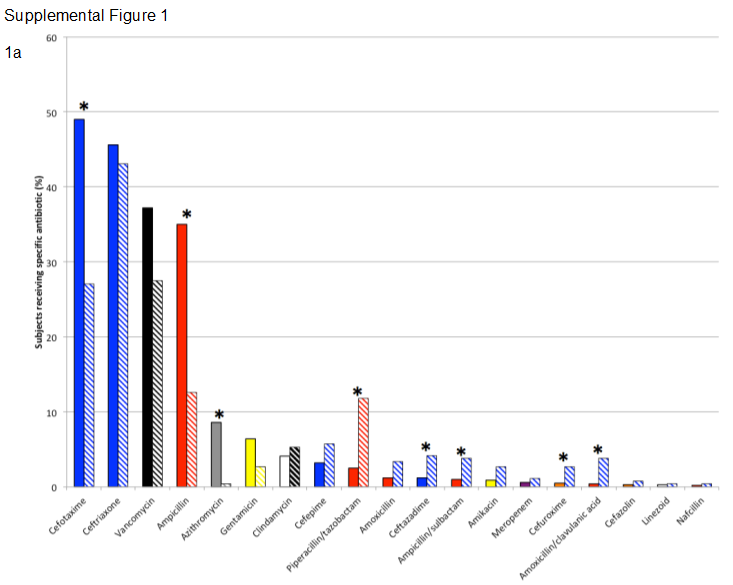 Supplemental Figure 1
1a
60
50
40
30
20
10
0
Subjects receiving specific antibiotic (%)
*
*
*
*
*
*
*
*
Cefotaxime
Ceftriaxone
Vancomycin
Ampicillin
Azithromycin
Gentamicin
Clindamycin
Cefepime
Piperacillin/tazobactam
Amoxicillin
Ceftazadime
Ampicillin/sulbactam
Amikacin
Meropenem
Cefuroxime
Amoxicillin/clavulanic acid
Cefazolin
Linezoid
Nafcillin